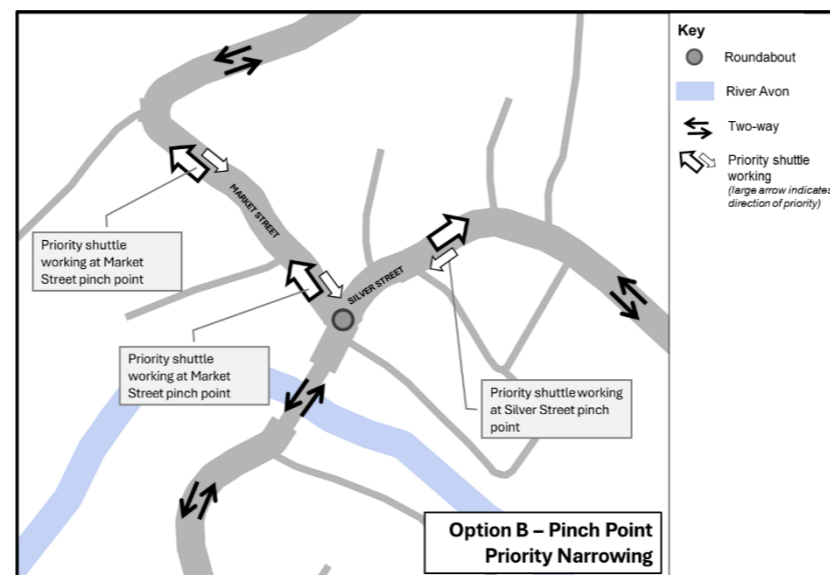 Key
Roundabout
River Avon
Two-way
Priority shuttle
working
(large arrow indicates
direction of priority)
MARKET STREET
Priority shuttle
working at Market
Street pinch point
SILVER STREET
Priority shuttle
working at Market
Street pinch point
Priority shuttle working
at Silver Street pinch
point
Option B – Pinch Point
Priority Narrowing